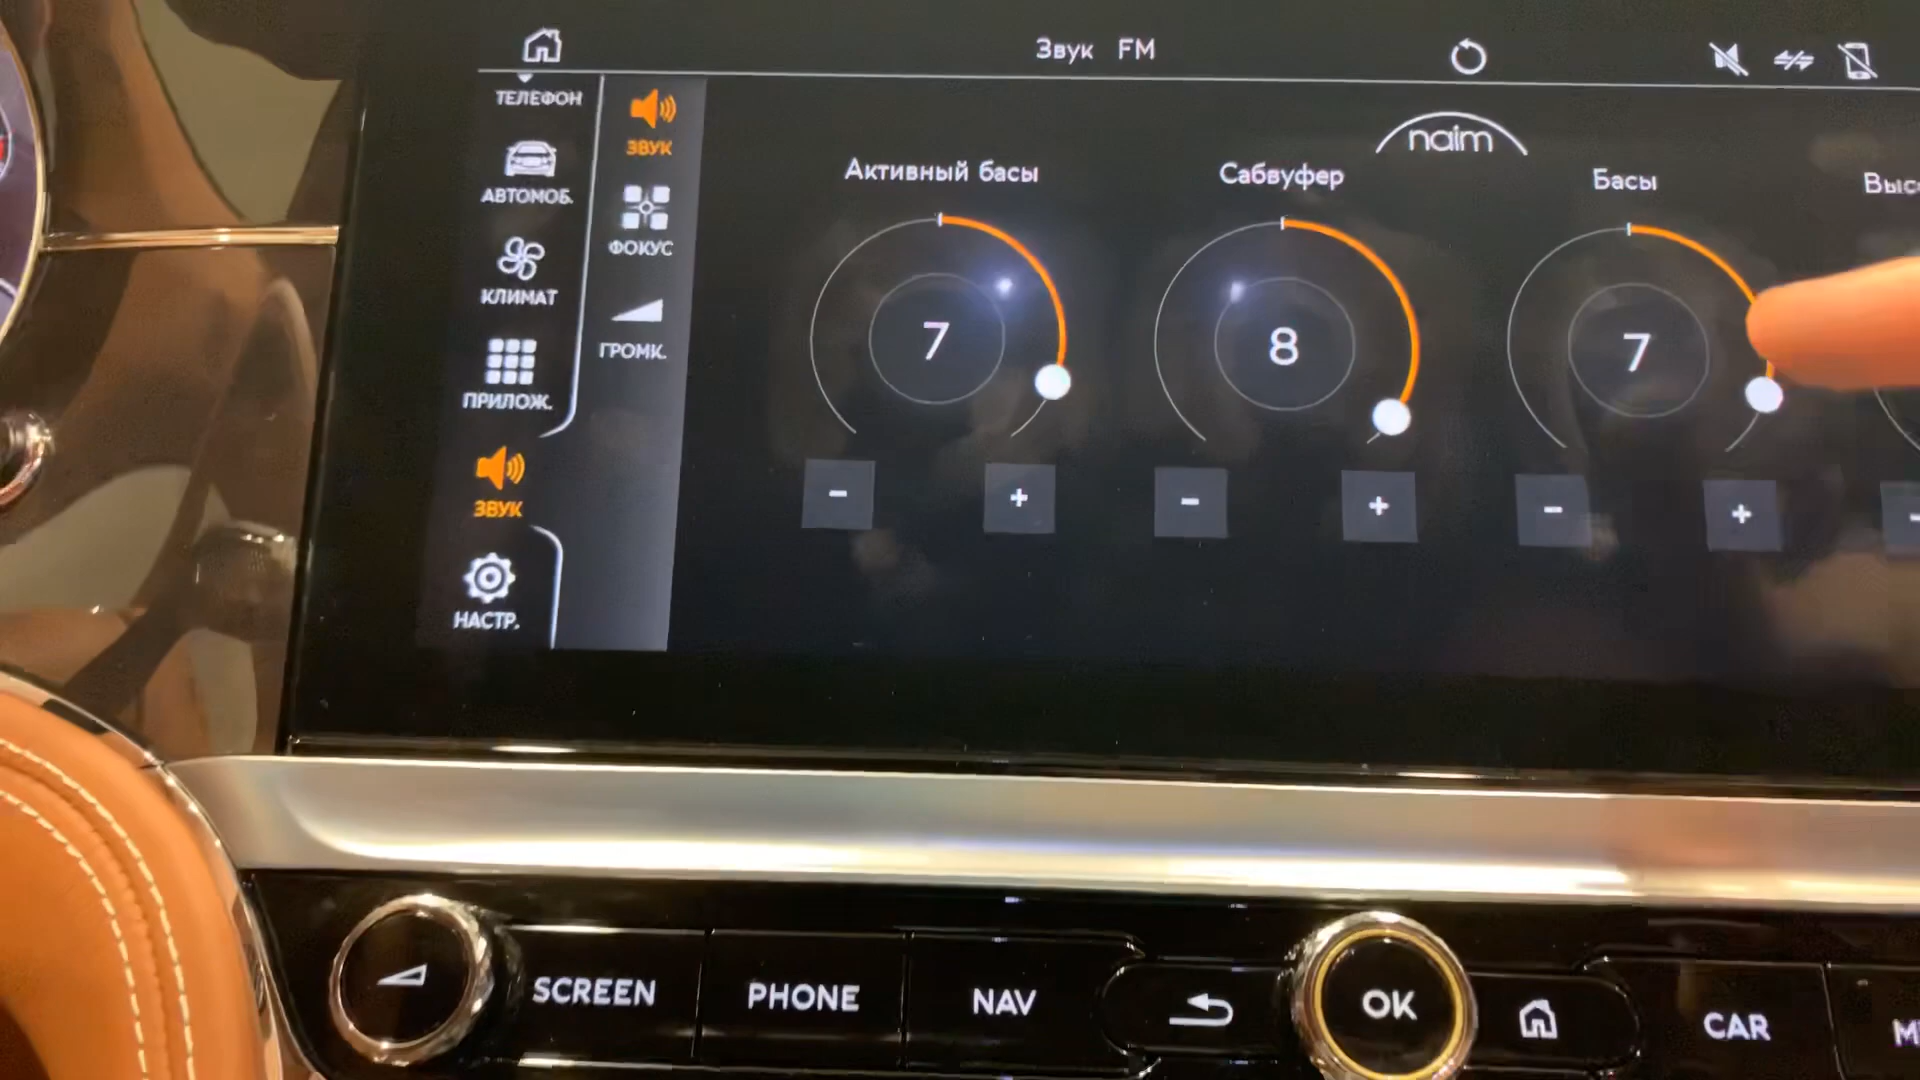 Звук FM
ТЕЛЕФОН
ЗВУК
naim
АВТОМОБ.
ФОКУС
Активный басы
Сабвуфер
Басы
КЛИМАТ
ГРОМК.
7
8
7
ПРИЛОЖ.
ЗВУК
- + - + - +
НАСТР.
SCREEN
PHONE
NAV
OK
CAR